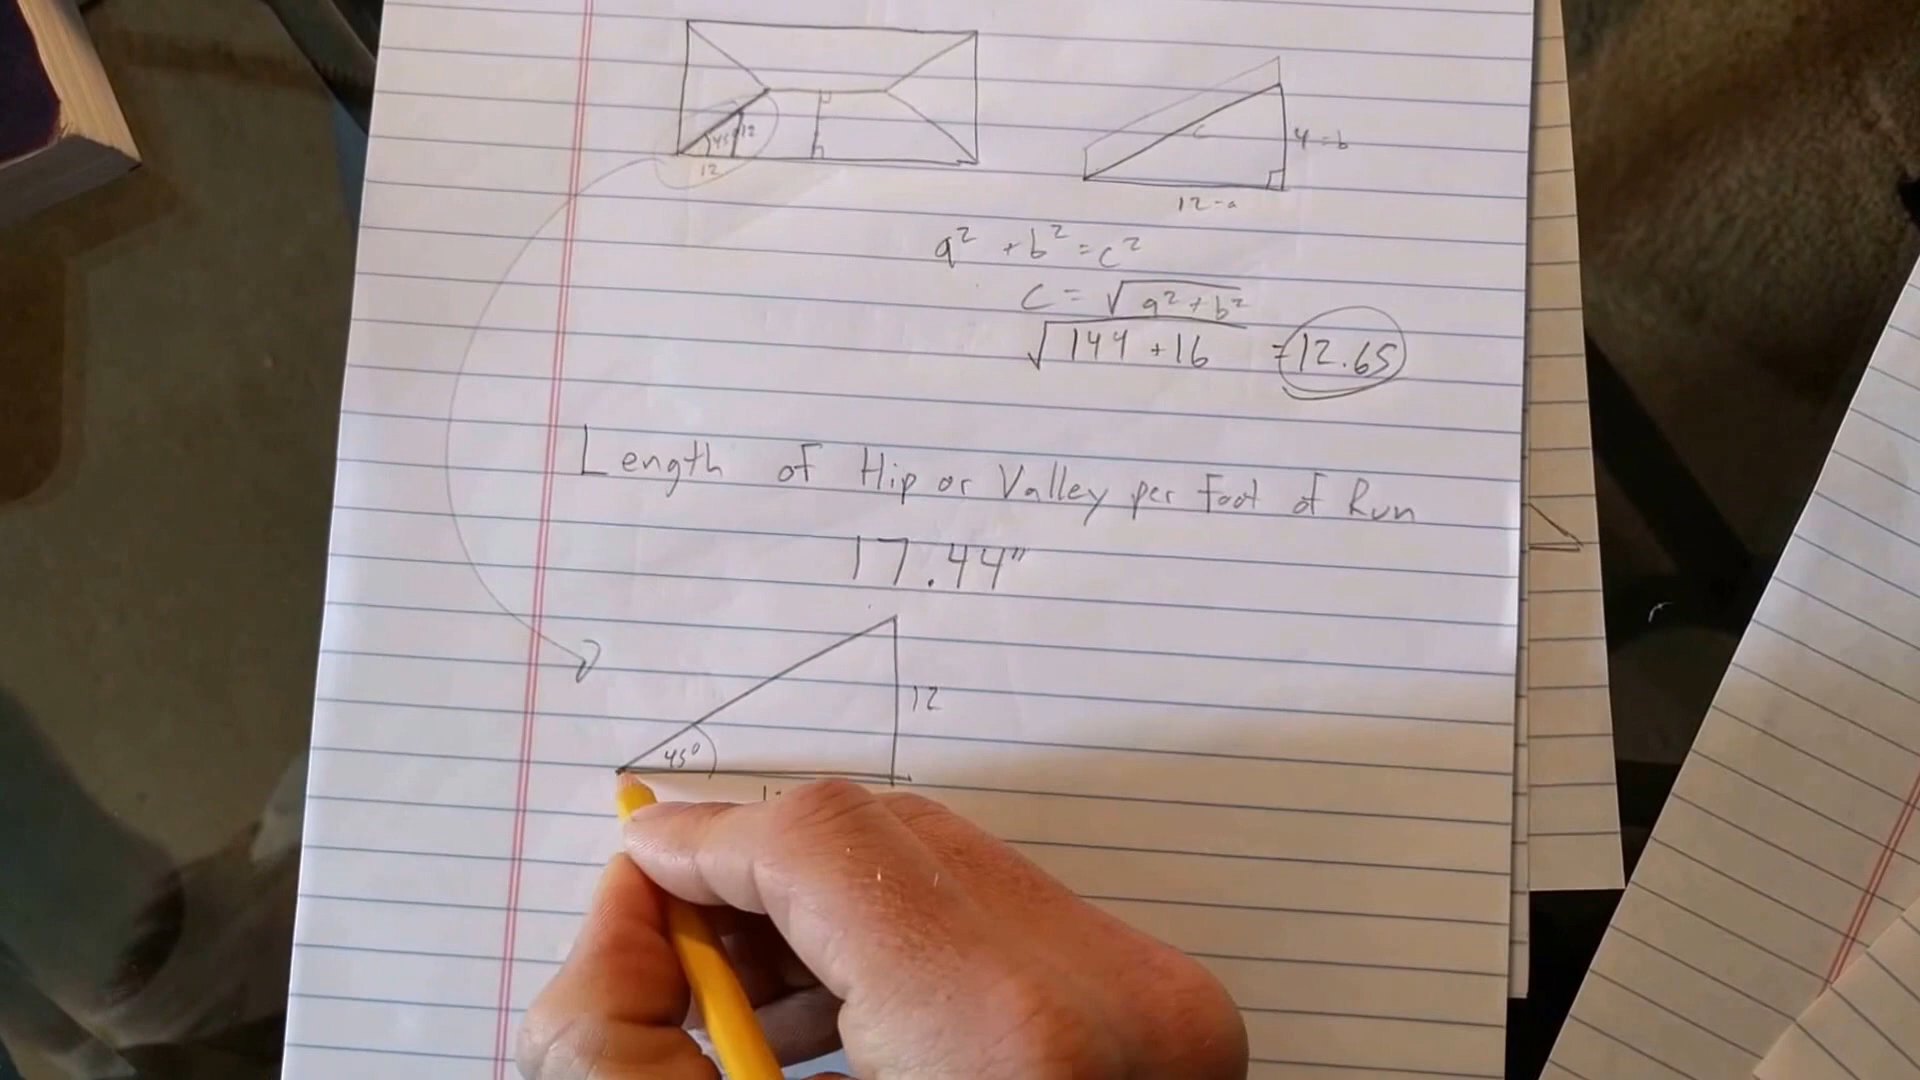 45° 12
12
c
4 = b
12 = a
a² + b² = c²
c = √a² + b²
√144 + 16 = 12.65
Length of Hip or Valley per Foot of Run
17.44"
12
45°